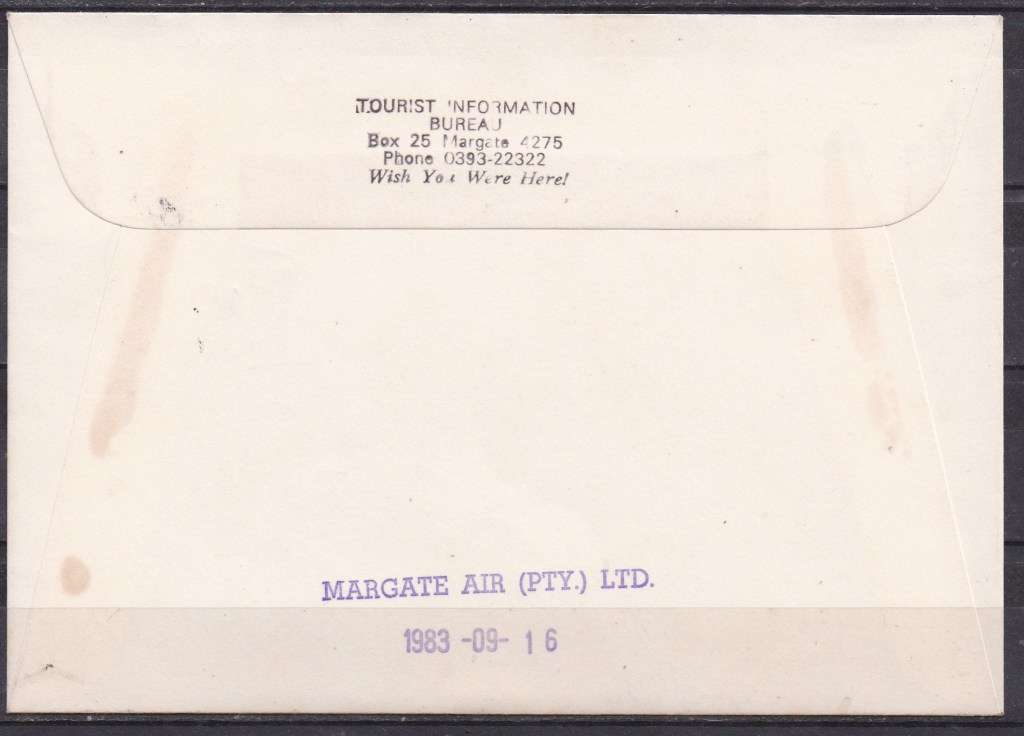 TOURIST INFORMATION
BUREAU
Box 25 Margate 4275
Phone 0393-22322
Wish You Were Here!
MARGATE AIR (PTY.) LTD.
1983 -09- 16